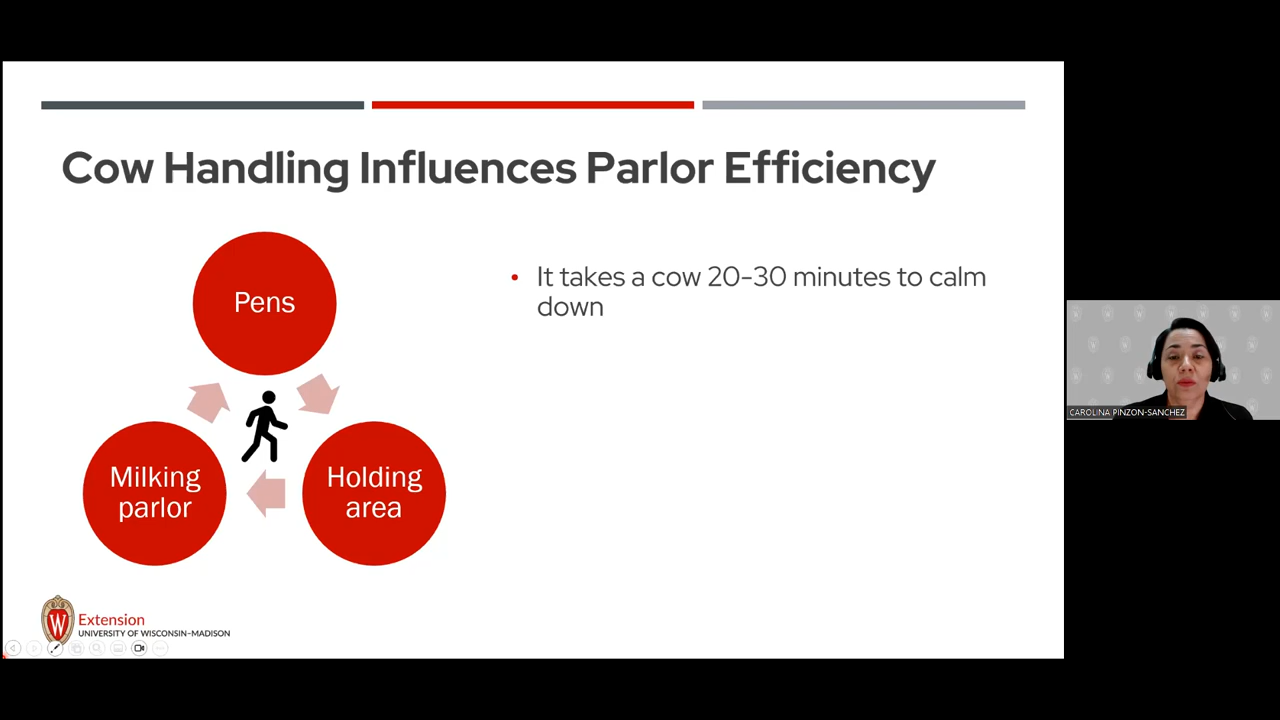 Cow Handling Influences Parlor Efficiency
Pens
Milking
parlor
Holding
area
• It takes a cow 20-30 minutes to calm
down
W
Extension
UNIVERSITY OF WISCONSIN-MADISON
CAROLINA PINZON-SANCHEZ